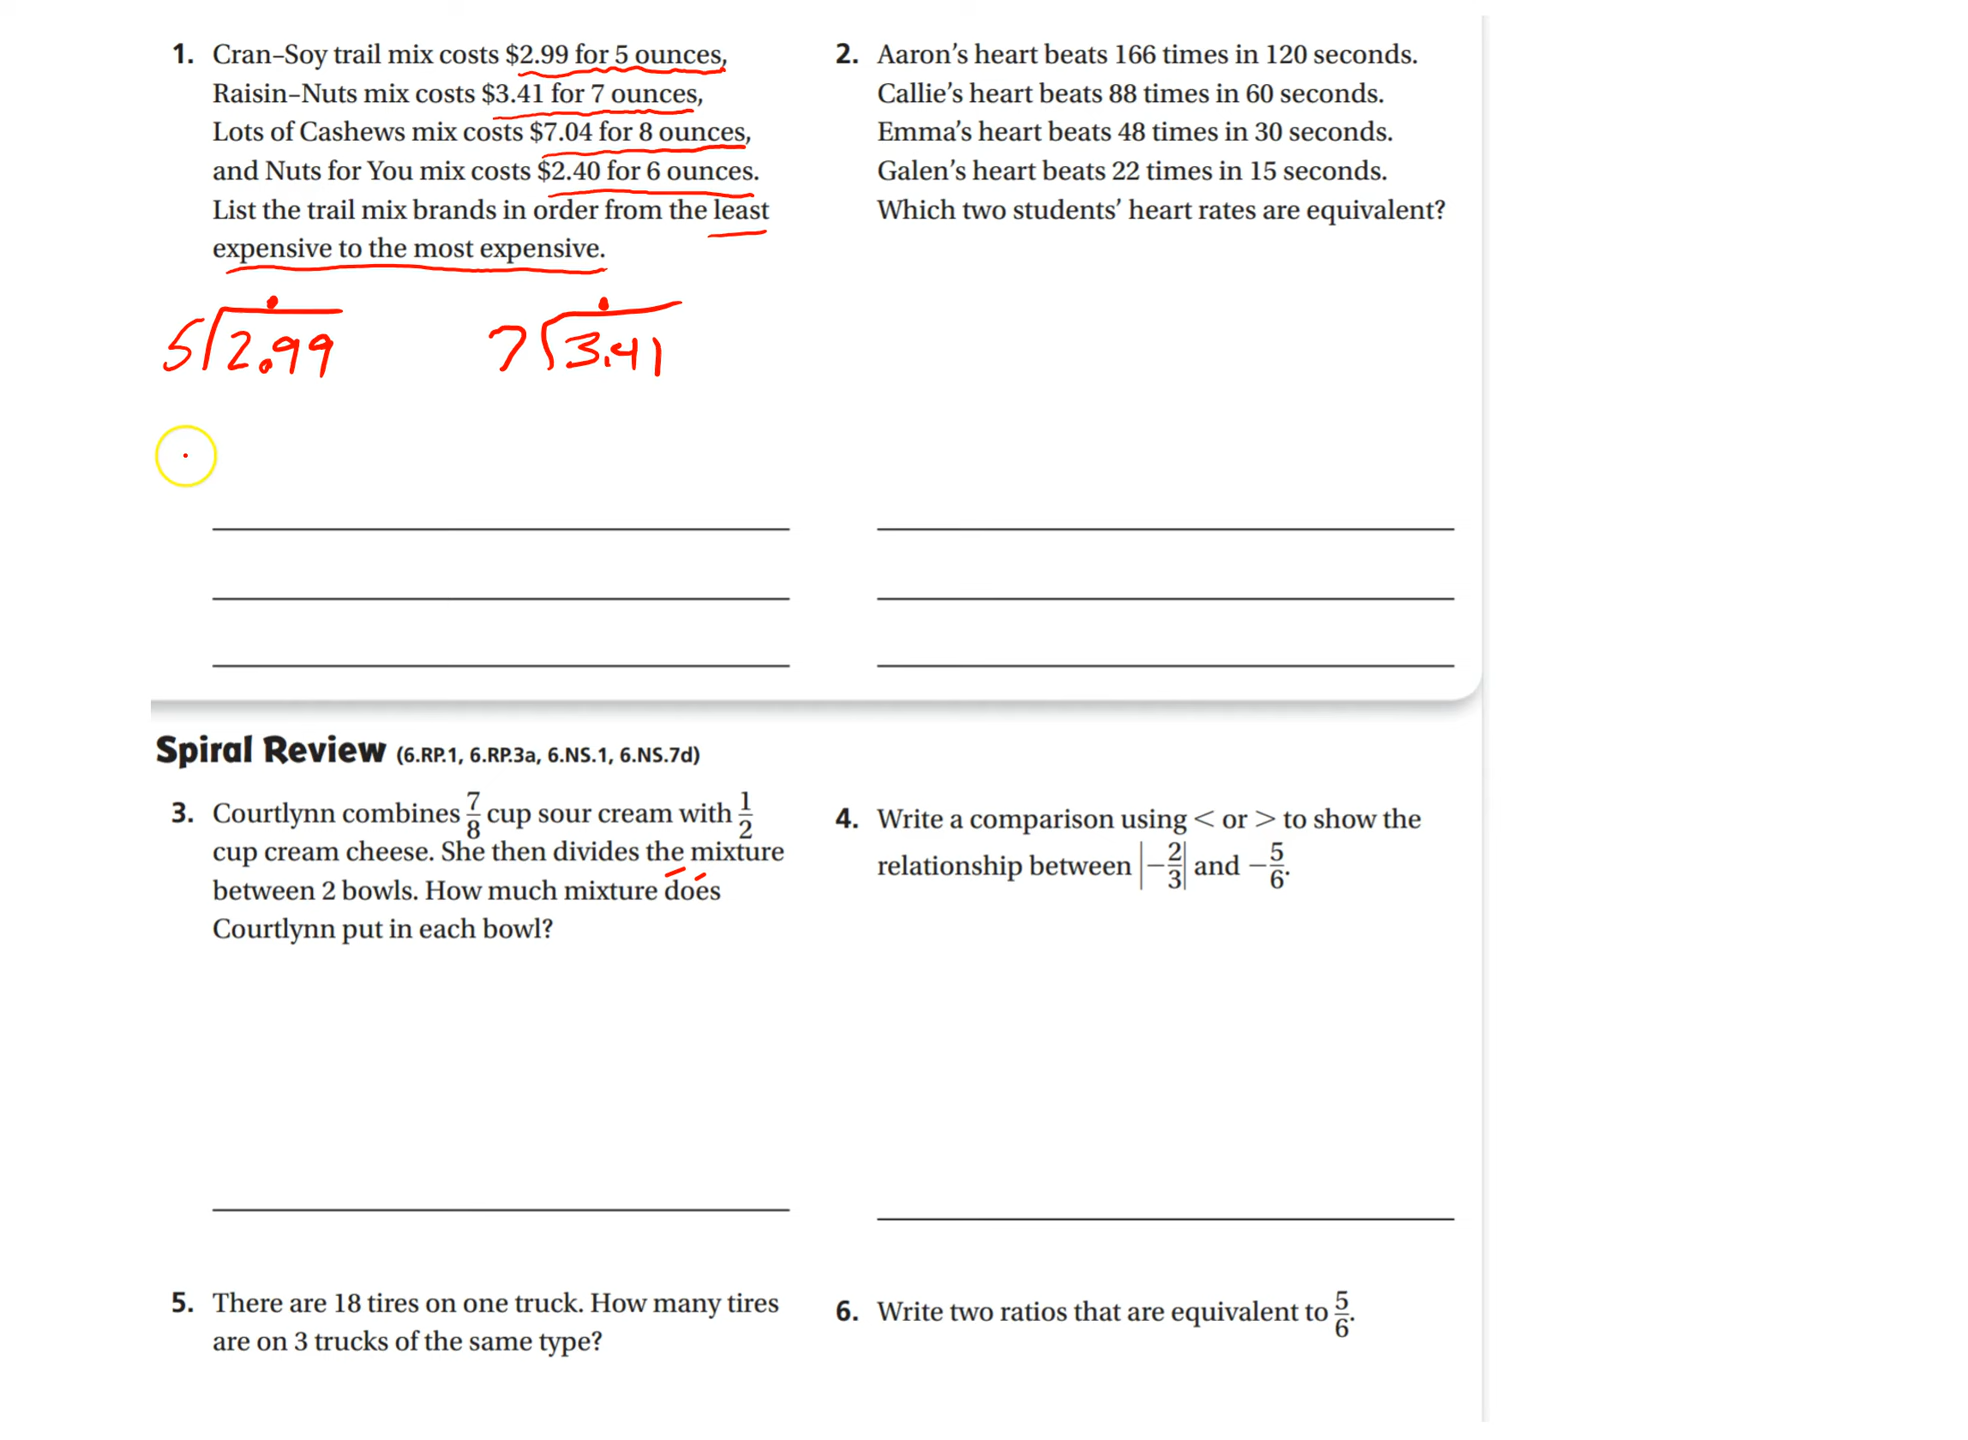 1. Cran–Soy trail mix costs $2.99 for 5 ounces,
Raisin–Nuts mix costs $3.41 for 7 ounces,
Lots of Cashews mix costs $7.04 for 8 ounces,
and Nuts for You mix costs $2.40 for 6 ounces.
List the trail mix brands in order from the least
expensive to the most expensive.
5 2.99
7 3.41
2. Aaron’s heart beats 166 times in 120 seconds.
Callie’s heart beats 88 times in 60 seconds.
Emma’s heart beats 48 times in 30 seconds.
Galen’s heart beats 22 times in 15 seconds.
Which two students’ heart rates are equivalent?
Spiral Review (6.RP.1, 6.RP.3a, 6.NS.1, 6.NS.7d)
3. Courtlynn combines 7/8 cup sour cream with 1/2
cup cream cheese. She then divides the mixture
between 2 bowls. How much mixture does
Courtlynn put in each bowl?
4. Write a comparison using < or > to show the
relationship between |−2/3| and −5/6.
5. There are 18 tires on one truck. How many tires
are on 3 trucks of the same type?
6. Write two ratios that are equivalent to 5/6.